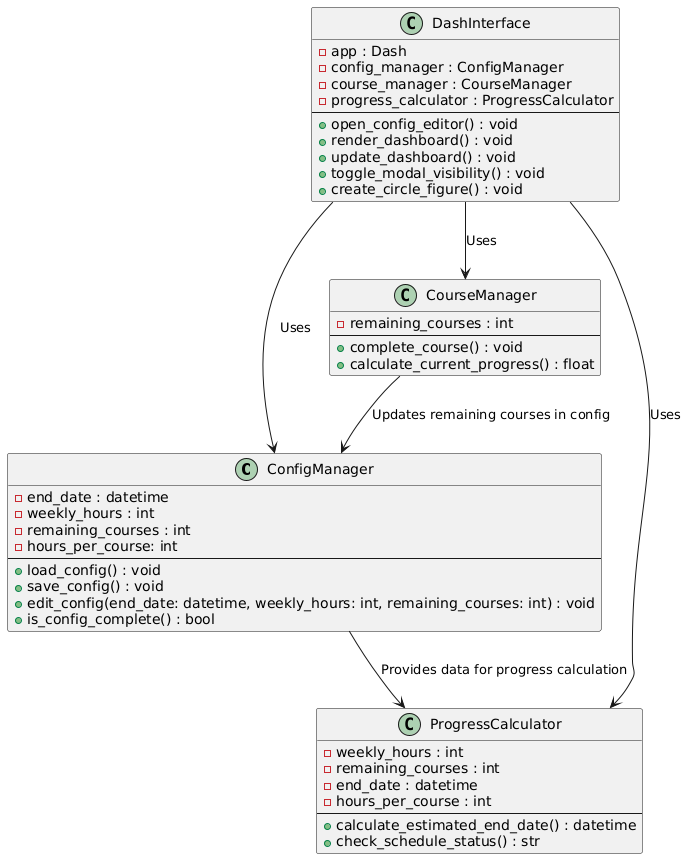 C DashInterface
app : Dash
config_manager : ConfigManager
course_manager : CourseManager
progress_calculator : ProgressCalculator
open_config_editor() : void
render_dashboard() : void
update_dashboard() : void
toggle_modal_visibility() : void
create_circle_figure() : void
Uses
Uses
Uses
C CourseManager
remaining_courses : int
complete_course() : void
calculate_current_progress() : float
Updates remaining courses in config
C ConfigManager
end_date : datetime
weekly_hours : int
remaining_courses : int
hours_per_course: int
load_config() : void
save_config() : void
edit_config(end_date: datetime, weekly_hours: int, remaining_courses: int) : void
is_config_complete() : bool
Provides data for progress calculation
C ProgressCalculator
weekly_hours : int
remaining_courses : int
end_date : datetime
hours_per_course : int
calculate_estimated_end_date() : datetime
check_schedule_status() : str